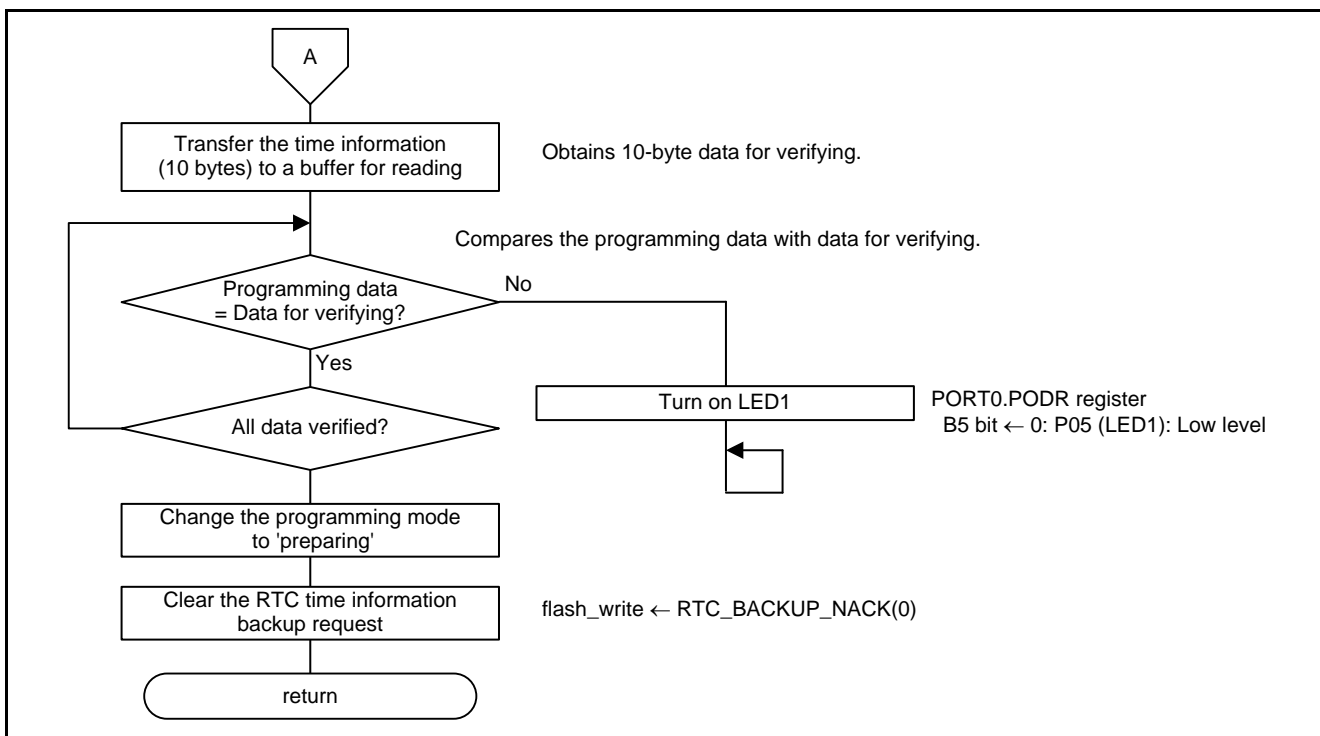 A
Transfer the time information
(10 bytes) to a buffer for reading
Obtains 10-byte data for verifying.
Compares the programming data with data for verifying.
Programming data
= Data for verifying?
No
Yes
Turn on LED1
PORT0.PODR register
B5 bit ← 0: P05 (LED1): Low level
All data verified?
Change the programming mode
to 'preparing'
Clear the RTC time information
backup request
flash_write ← RTC_BACKUP_NACK(0)
return